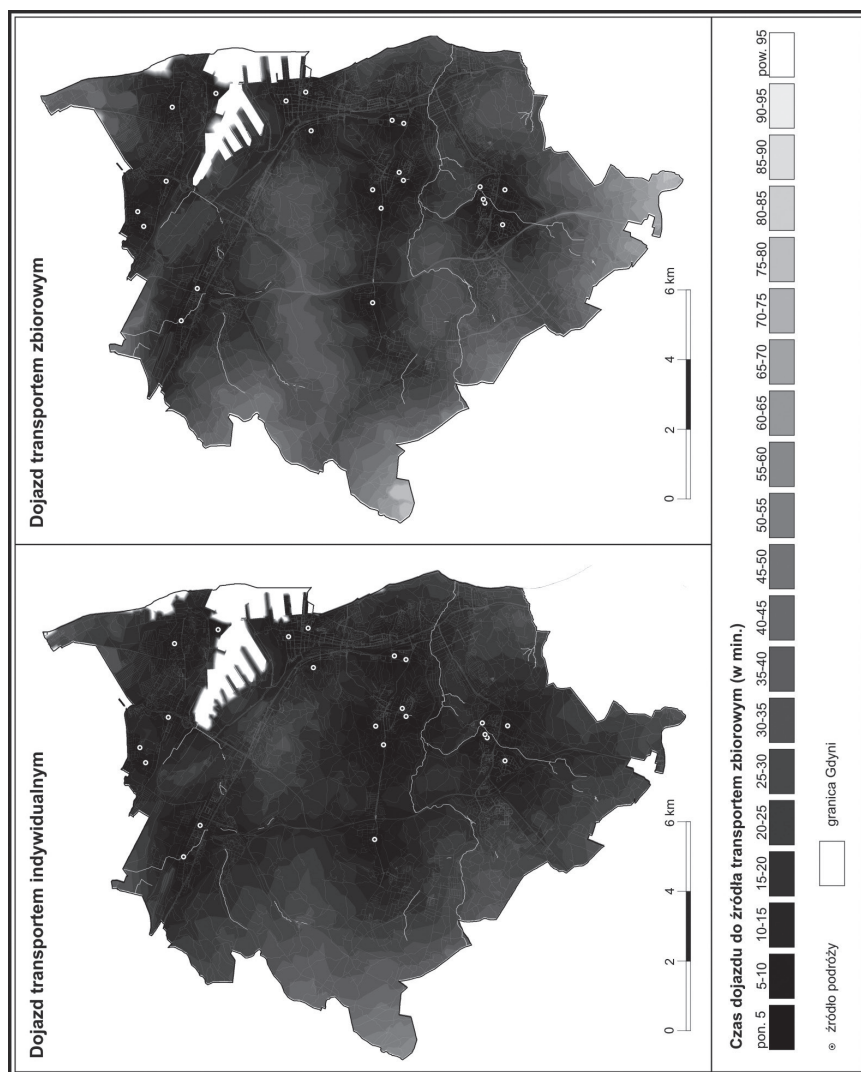 Dojazd transportem indywidualnym
0 2 4 6 km
Dojazd transportem zbiorowym
0 2 4 6 km
Czas dojazdu do źródła transportem zbiorowym (w min.)
pon. 5 5-10 10-15 15-20 20-25 25-30 30-35 35-40 40-45 45-50 50-55 55-60 60-65 65-70 70-75 75-80 80-85 85-90 90-95 pow. 95
źródło podróży granica Gdyni